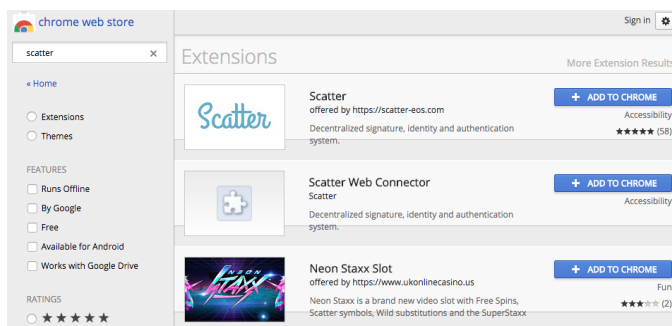 chrome web store
Sign in
scatter
« Home
Extensions
Themes
FEATURES
Runs Offline
By Google
Free
Available for Android
Works with Google Drive
RATINGS
Extensions
More Extension Results
Scatter
Scatter
offered by https://scatter-eos.com
Decentralized signature, identity and authentication
system.
+ ADD TO CHROME
Accessibility
(58)
Scatter Web Connector
Scatter
Decentralized signature, identity and authentication
system.
+ ADD TO CHROME
Accessibility
NEON
STAXX
Neon Staxx Slot
offered by https://www.ukonlinecasino.us
Neon Staxx is a brand new video slot with Free Spins,
Scatter symbols, Wild substitutions and the SuperStaxx
+ ADD TO CHROME
Fun
(2)